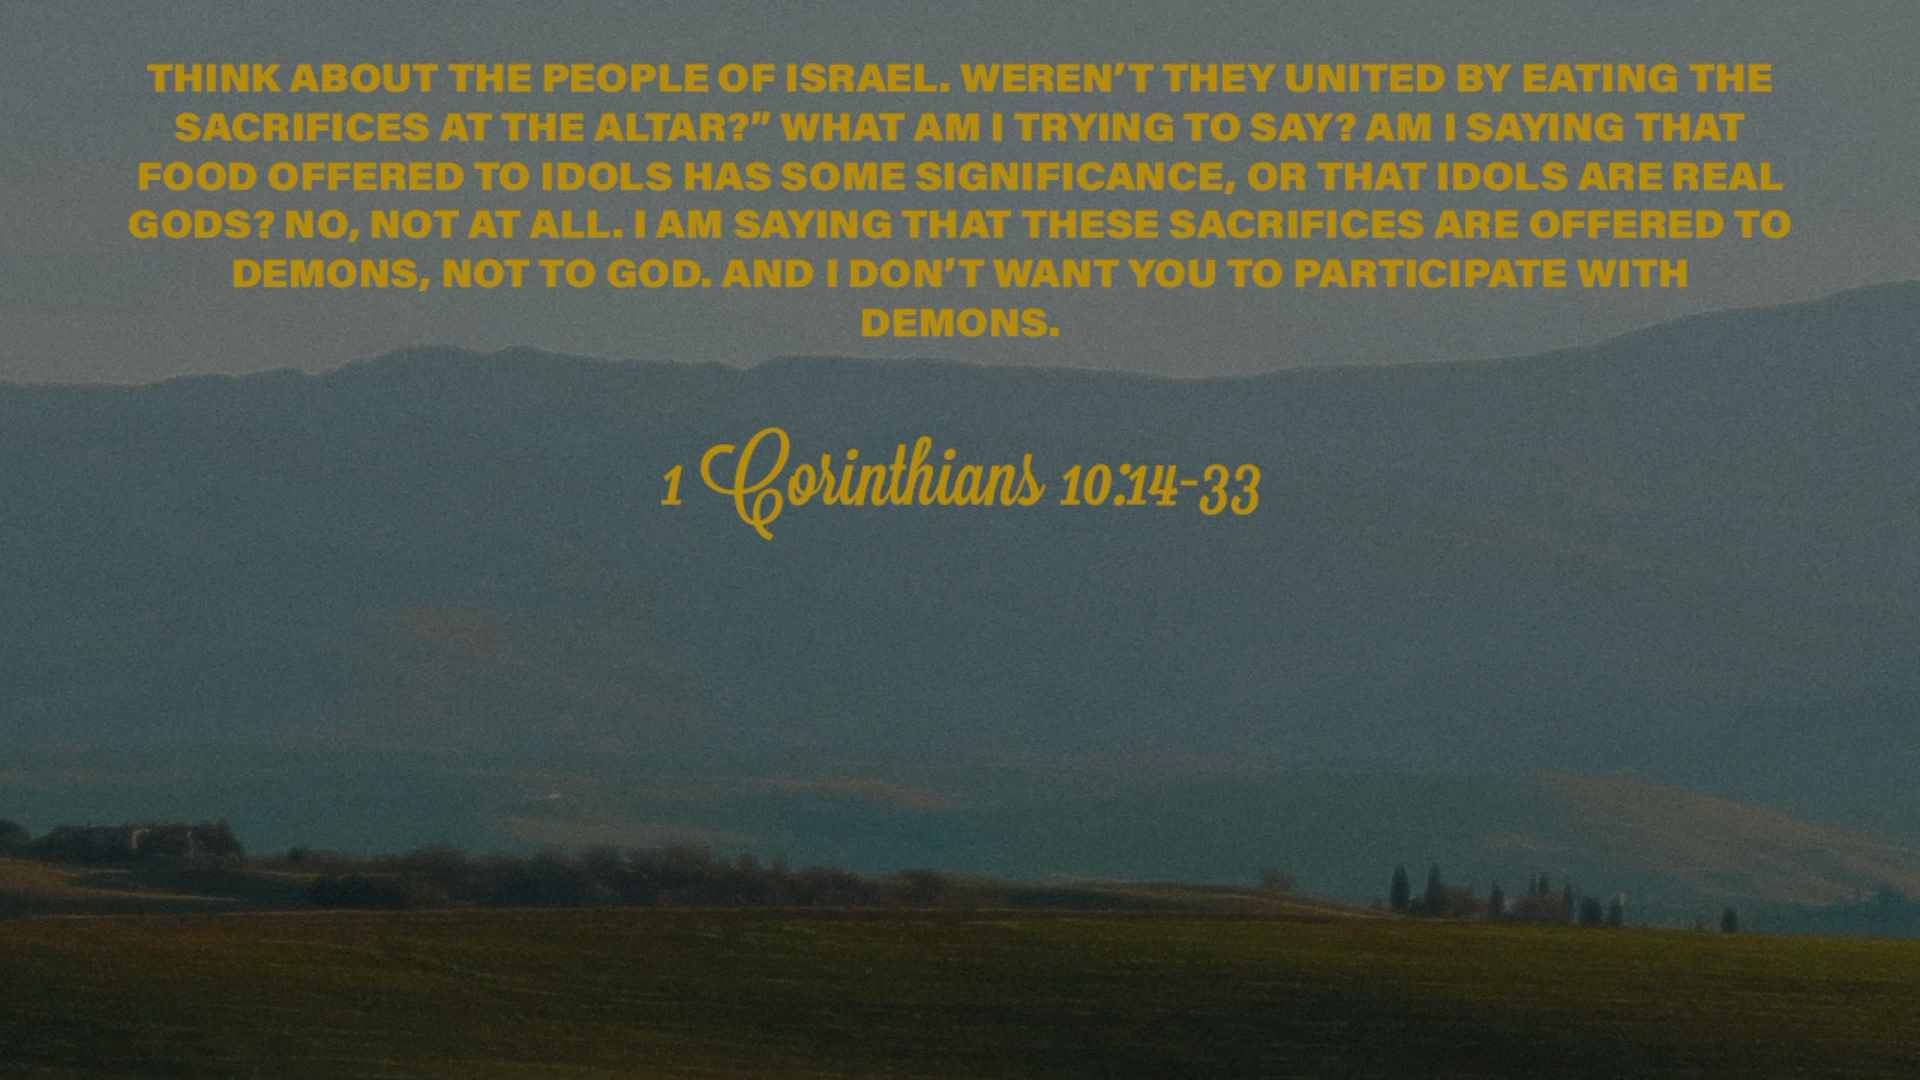 THINK ABOUT THE PEOPLE OF ISRAEL. WEREN’T THEY UNITED BY EATING THE
SACRIFICES AT THE ALTAR?” WHAT AM I TRYING TO SAY? AM I SAYING THAT
FOOD OFFERED TO IDOLS HAS SOME SIGNIFICANCE, OR THAT IDOLS ARE REAL
GODS? NO, NOT AT ALL. I AM SAYING THAT THESE SACRIFICES ARE OFFERED TO
DEMONS, NOT TO GOD. AND I DON’T WANT YOU TO PARTICIPATE WITH
DEMONS.
1 Corinthians 10:14-33